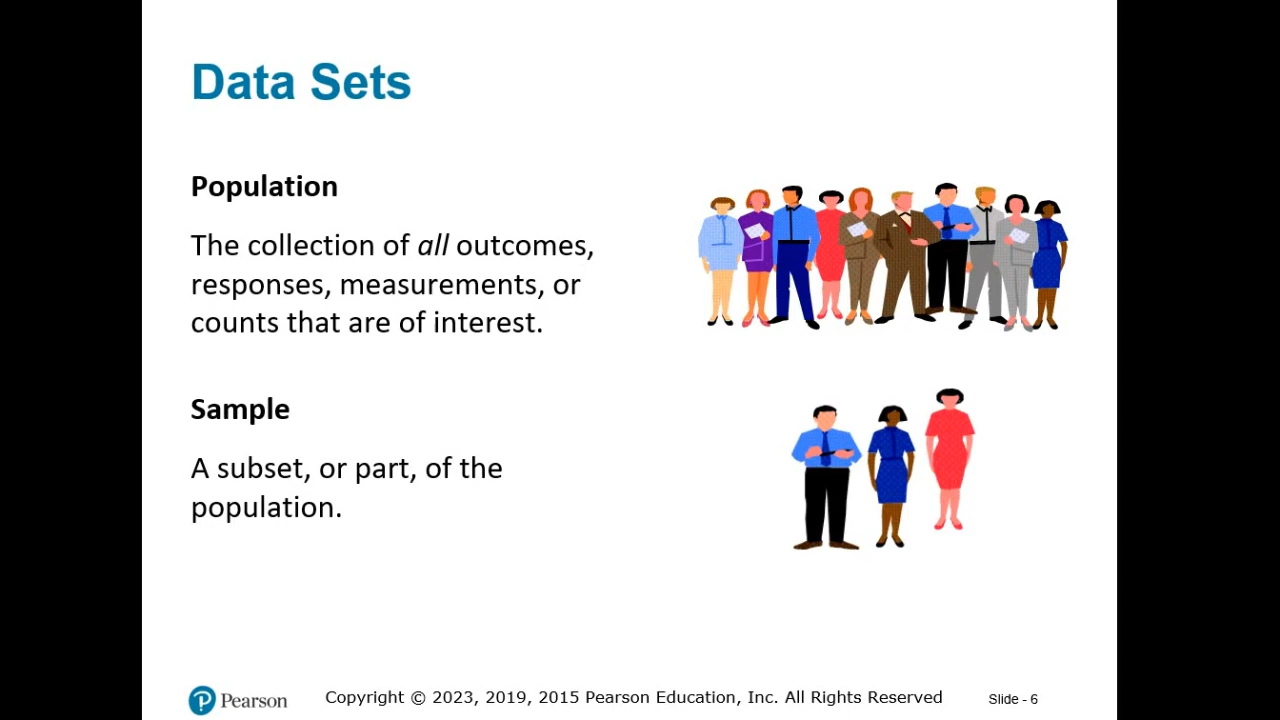 Data Sets
Population
The collection of all outcomes,
responses, measurements, or
counts that are of interest.
Sample
A subset, or part, of the
population.
Pearson
Copyright © 2023, 2019, 2015 Pearson Education, Inc. All Rights Reserved
Slide - 6